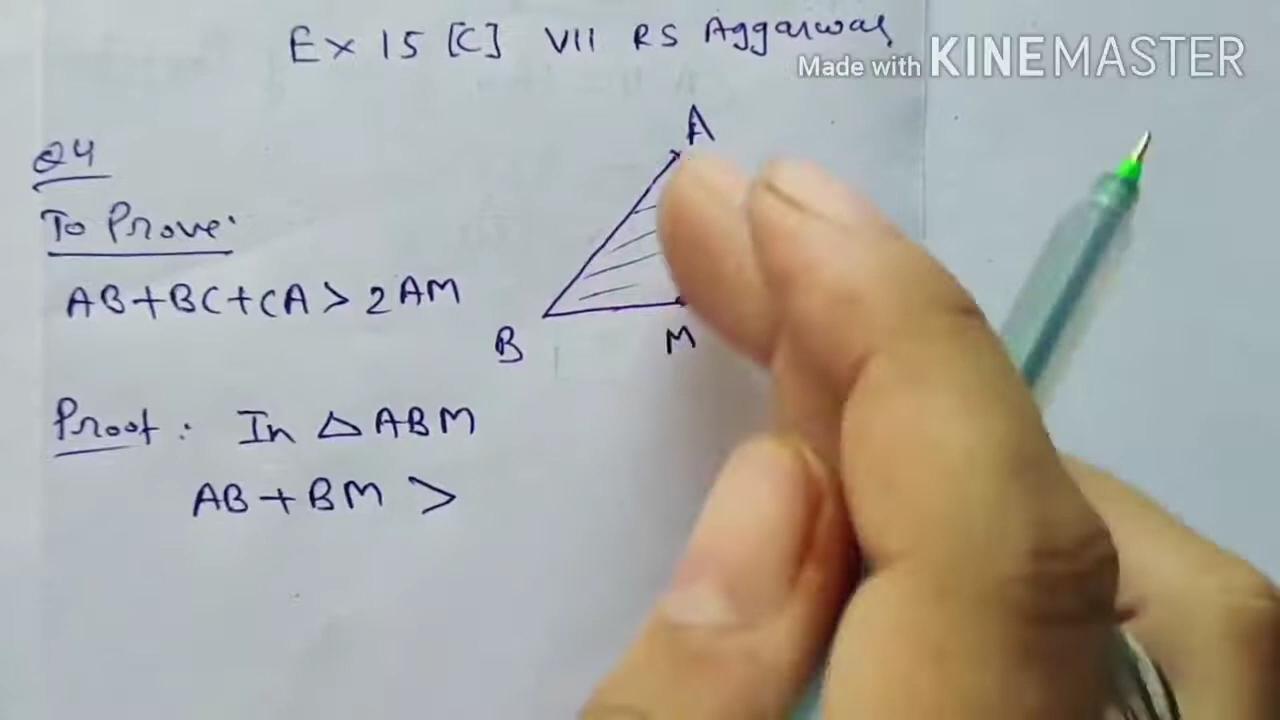 Ex 15 [C] VII RS Aggarwal
Made with KINEMASTER
Q4
To Prove:
AB+BC+CA > 2AM
A
B
M
Proof: In △ ABM
AB + BM >